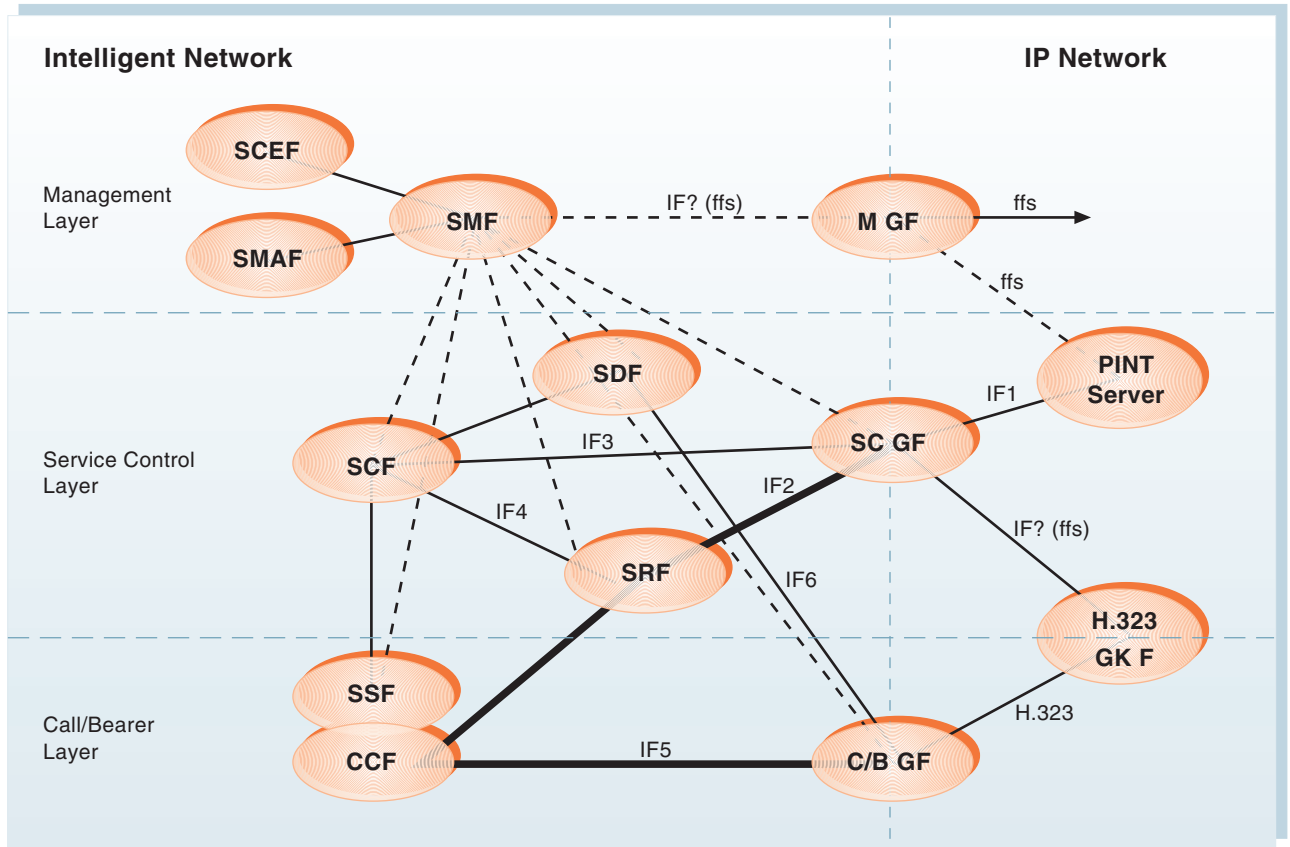 Intelligent Network
IP Network
SCEF
Management
Layer
SMF
IF? (ffs)
M GF
ffs
SMAF
ffs
SDF
PINT
Server
IF1
Service Control
Layer
SCF
IF3
SC GF
IF2
IF4
IF? (ffs)
SRF
IF6
H.323
GK F
SSF
H.323
Call/Bearer
Layer
CCF
IF5
C/B GF